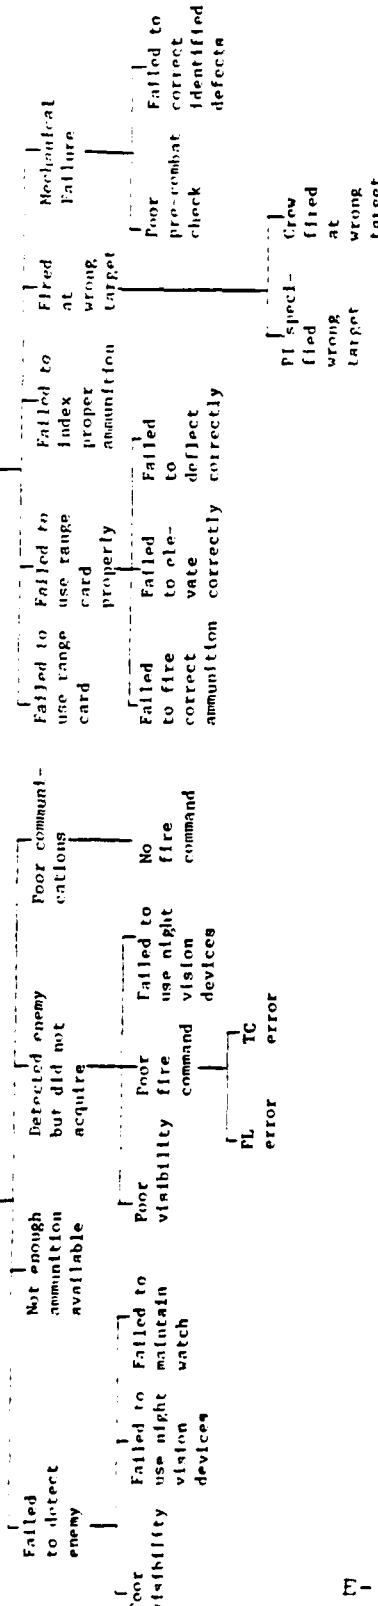 Failed
to detect
enemy
Not enough
ammunition
available
Detected enemy
but did not
acquire
Poor communi-
cations
Failed to
use range
card
Failed to
use range
card
properly
Failed to
index
proper
ammunition
Fired
at
wrong
target
Mechanical
Failure
Poor
visibility
Failed to
use night
vision
devices
Failed to
maintain
watch
Poor
visibility
Poor
fire
command
Failed to
use night
vision
devices
No
fire
command
Failed
to fire
correct
ammunition
Failed
to ele-
vate
correctly
Failed
to
deflect
correctly
Poor
pre-combat
check
Failed to
correct
identified
defects
PL
error
TC
error
Pl speci-
fied
wrong
target
Crew
fired
at
wrong
target